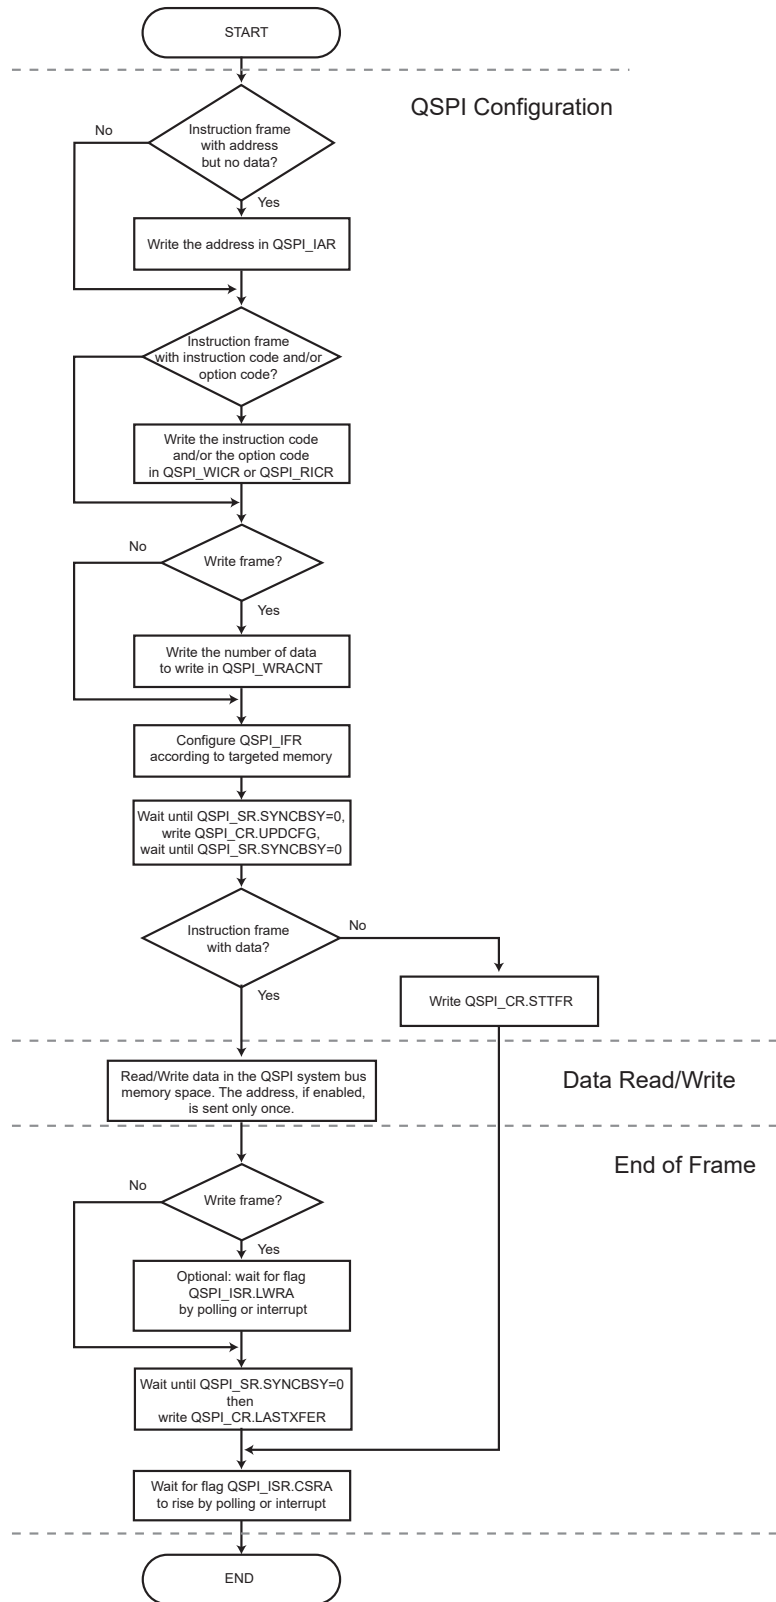 START
QSPI Configuration
No
Instruction frame
with address
but no data?
Yes
Write the address in QSPI_IAR
Instruction frame
with instruction code and/or
option code?
Write the instruction code
and/or the option code
in QSPI_WICR or QSPI_RICR
No
Write frame?
Yes
Write the number of data
to write in QSPI_WRACNT
Configure QSPI_IFR
according to targeted memory
Wait until QSPI_SR.SYNCBSY=0,
write QSPI_CR.UPDCFG,
wait until QSPI_SR.SYNCBSY=0
Instruction frame
with data?
No
Yes
Write QSPI_CR.STTFR
Read/Write data in the QSPI system bus
memory space. The address, if enabled,
is sent only once.
Data Read/Write
End of Frame
No
Write frame?
Yes
Optional: wait for flag
QSPI_ISR.LWRA
by polling or interrupt
Wait until QSPI_SR.SYNCBSY=0
then
write QSPI_CR.LASTXFER
Wait for flag QSPI_ISR.CSRA
to rise by polling or interrupt
END